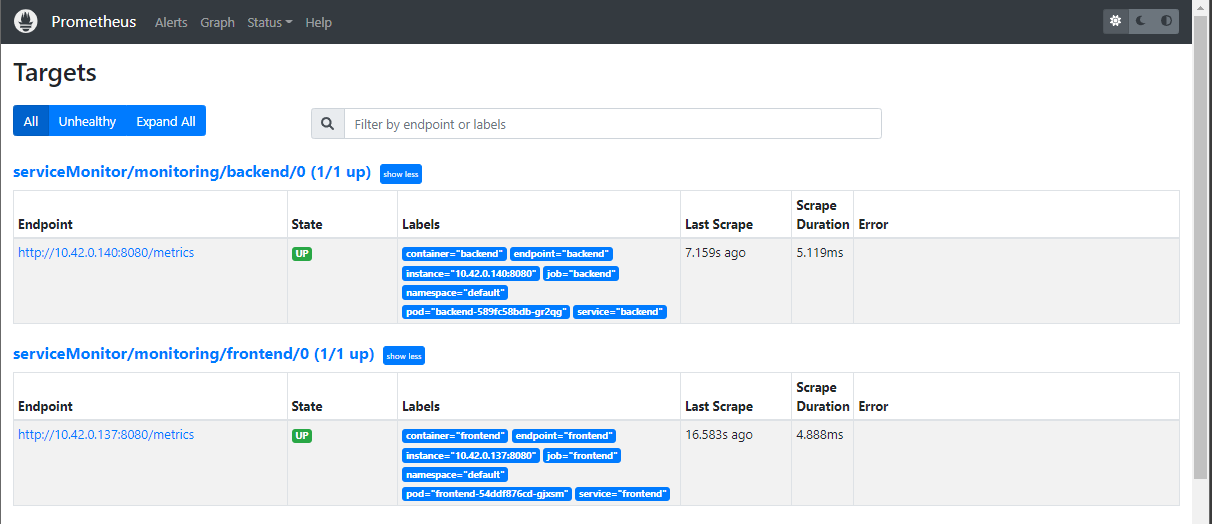 Prometheus Alerts Graph Status Help
Targets
All Unhealthy Expand All Filter by endpoint or labels
serviceMonitor/monitoring/backend/0 (1/1 up) show less
Endpoint State Labels Last Scrape Scrape Duration Error
http://10.42.0.140:8080/metrics UP container="backend" endpoint="backend" 7.159s ago 5.119ms
instance="10.42.0.140:8080" job="backend"
namespace="default"
pod="backend-589fc58bdb-gr2qg" service="backend"
serviceMonitor/monitoring/frontend/0 (1/1 up) show less
Endpoint State Labels Last Scrape Scrape Duration Error
http://10.42.0.137:8080/metrics UP container="frontend" endpoint="frontend" 16.583s ago 4.888ms
instance="10.42.0.137:8080" job="frontend"
namespace="default"
pod="frontend-54ddf876cd-gjxsm" service="frontend"